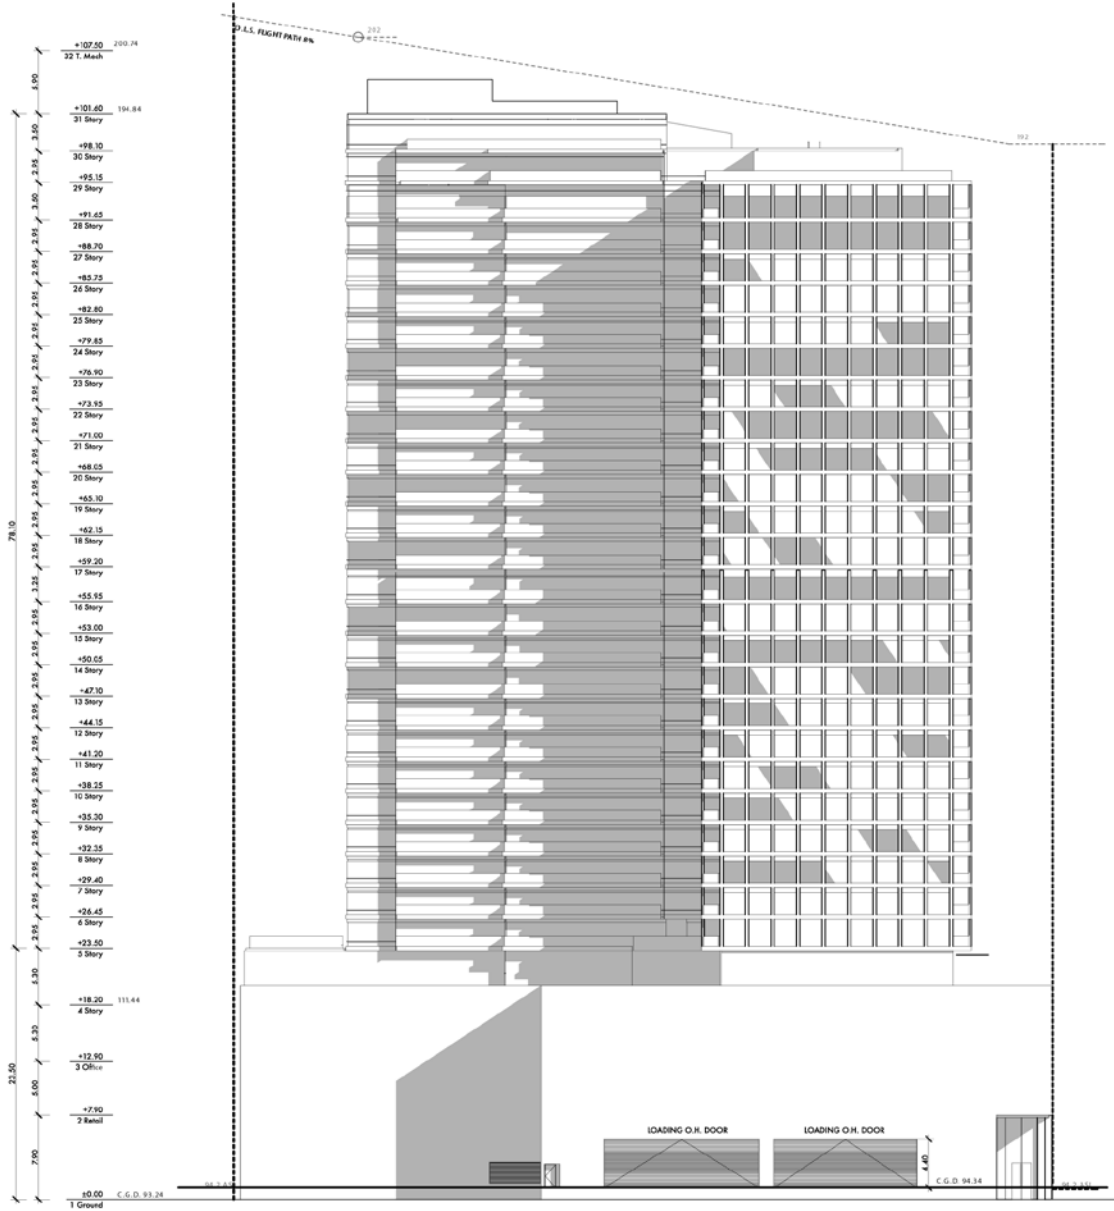 202
O.L.S. FLIGHT PATH 8%
+107.50 200.74
32 T. Mech
5.90
+101.60 194.84
31 Story
3.50
192
+98.10
30 Story
2.95
+95.15
29 Story
3.50
+91.65
28 Story
2.95
+88.70
27 Story
2.95
+85.75
26 Story
2.95
+82.80
25 Story
2.95
+79.85
24 Story
2.95
+76.90
23 Story
2.95
+73.95
22 Story
2.95
+71.00
21 Story
2.95
+68.05
20 Story
2.95
+65.10
19 Story
2.95
+62.15
18 Story
78.10
2.95
+59.20
17 Story
3.25
+55.95
16 Story
2.95
+53.00
15 Story
2.95
+50.05
14 Story
2.95
+47.10
13 Story
2.95
+44.15
12 Story
2.95
+41.20
11 Story
2.95
+38.25
10 Story
2.95
+35.30
9 Story
2.95
+32.35
8 Story
2.95
+29.40
7 Story
2.95
+26.45
6 Story
2.95
+23.50
5 Story
5.30
+18.20 111.44
4 Story
5.30
+12.90
3 Office
23.50
5.00
+7.90
2 Retail
LOADING O.H. DOOR LOADING O.H. DOOR
7.90
4.40
C.G.D. 94.34
±0.00 C.G.D. 93.24
1 Ground